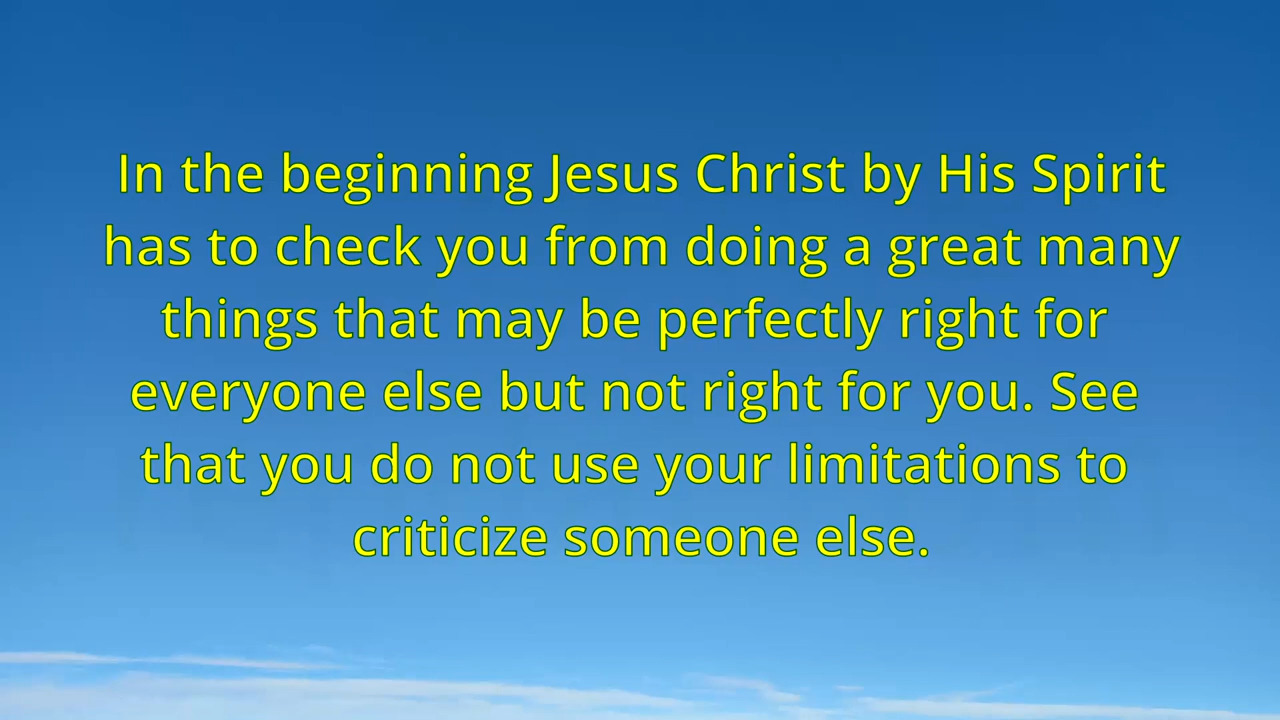 In the beginning Jesus Christ by His Spirit
has to check you from doing a great many
things that may be perfectly right for
everyone else but not right for you. See
that you do not use your limitations to
criticize someone else.